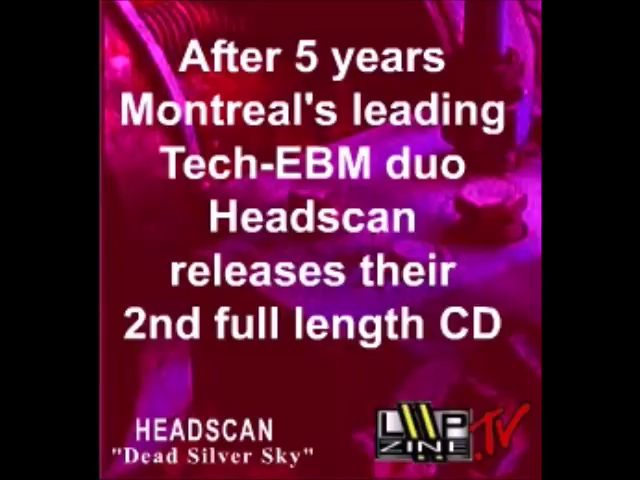 After 5 years
Montreal's leading
Tech-EBM duo
Headscan
releases their
2nd full length CD
HEADSCAN
"Dead Silver Sky"
L\\\P
ZINE.TV